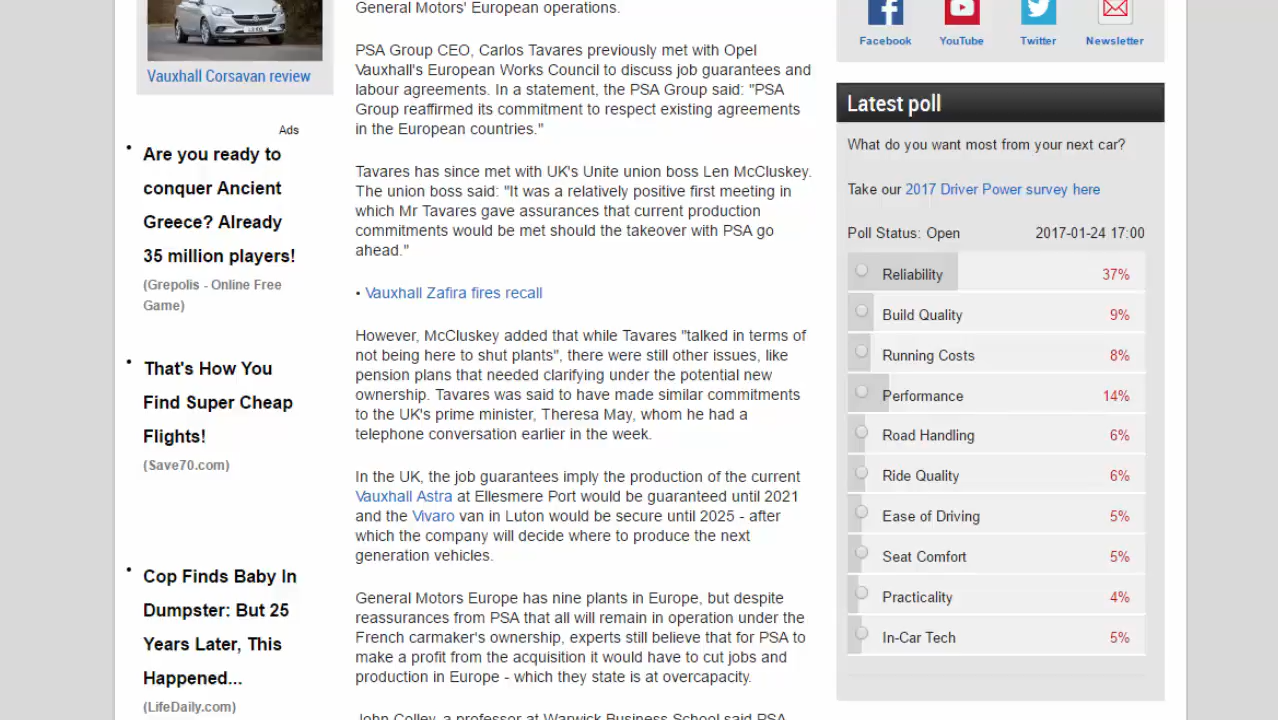 Vauxhall Corsavan review
Ads
Are you ready to
conquer Ancient
Greece? Already
35 million players!
(Grepolis - Online Free
Game)
That's How You
Find Super Cheap
Flights!
(Save70.com)
Cop Finds Baby In
Dumpster: But 25
Years Later, This
Happened...
(LifeDaily.com)
General Motors' European operations.
PSA Group CEO, Carlos Tavares previously met with Opel
Vauxhall's European Works Council to discuss job guarantees and
labour agreements. In a statement, the PSA Group said: "PSA
Group reaffirmed its commitment to respect existing agreements
in the European countries."
Tavares has since met with UK's Unite union boss Len McCluskey.
The union boss said: "It was a relatively positive first meeting in
which Mr Tavares gave assurances that current production
commitments would be met should the takeover with PSA go
ahead."
• Vauxhall Zafira fires recall
However, McCluskey added that while Tavares "talked in terms of
not being here to shut plants", there were still other issues, like
pension plans that needed clarifying under the potential new
ownership. Tavares was said to have made similar commitments
to the UK's prime minister, Theresa May, whom he had a
telephone conversation earlier in the week.
In the UK, the job guarantees imply the production of the current
Vauxhall Astra at Ellesmere Port would be guaranteed until 2021
and the Vivaro van in Luton would be secure until 2025 - after
which the company will decide where to produce the next
generation vehicles.
General Motors Europe has nine plants in Europe, but despite
reassurances from PSA that all will remain in operation under the
French carmaker's ownership, experts still believe that for PSA to
make a profit from the acquisition it would have to cut jobs and
production in Europe - which they state is at overcapacity.
John Colley, a professor at Warwick Business School said PSA
Facebook YouTube Twitter Newsletter
Latest poll
What do you want most from your next car?
Take our 2017 Driver Power survey here
Poll Status: Open 2017-01-24 17:00
Reliability 37%
Build Quality 9%
Running Costs 8%
Performance 14%
Road Handling 6%
Ride Quality 6%
Ease of Driving 5%
Seat Comfort 5%
Practicality 4%
In-Car Tech 5%